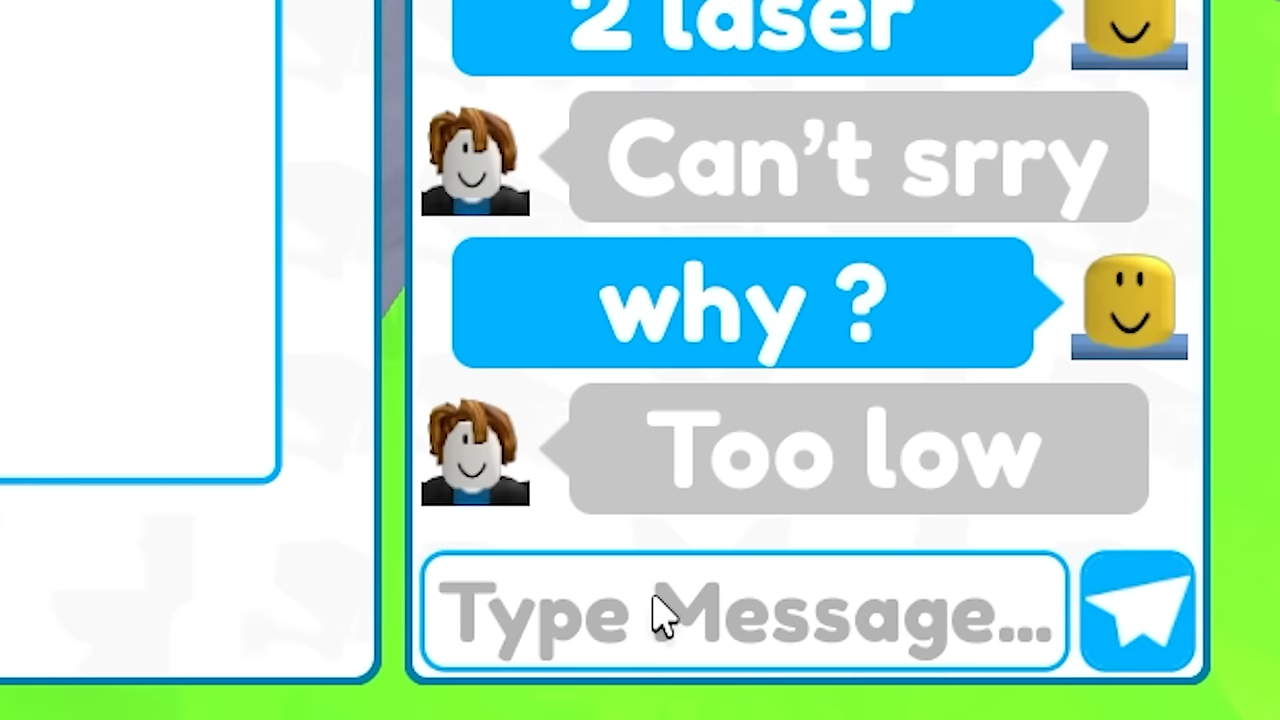 2 laser
Can't srry
why ?
Too low
Type Message...